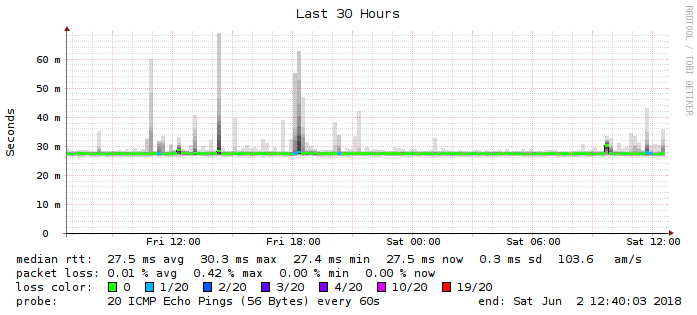 Last 30 Hours
RRDTOOL / TOBI OETIKER
Seconds
60 m
50 m
40 m
30 m
20 m
10 m
0
Fri 12:00 Fri 18:00 Sat 00:00 Sat 06:00 Sat 12:00
median rtt: 27.5 ms avg 30.3 ms max 27.4 ms min 27.5 ms now 0.3 ms sd 103.6 am/s
packet loss: 0.01 % avg 0.42 % max 0.00 % min 0.00 % now
loss color: 0 1/20 2/20 3/20 4/20 10/20 19/20
probe: 20 ICMP Echo Pings (56 Bytes) every 60s end: Sat Jun 2 12:40:03 2018